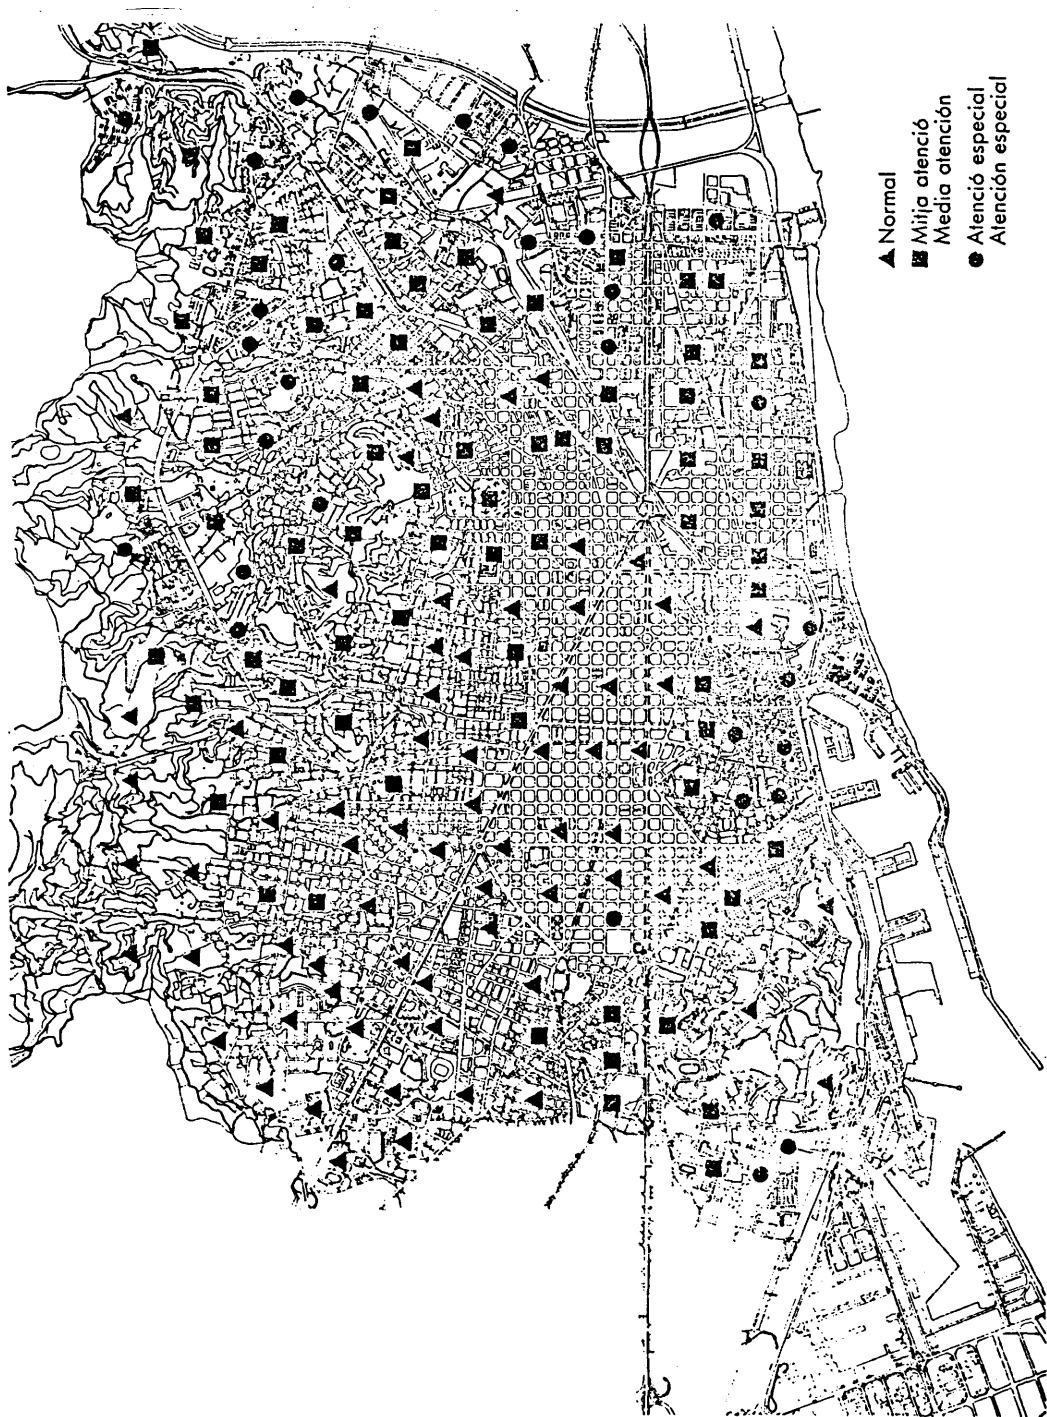 ▲ Normal
Mitja atenció
Media atención
Atenció especial
Atención especial